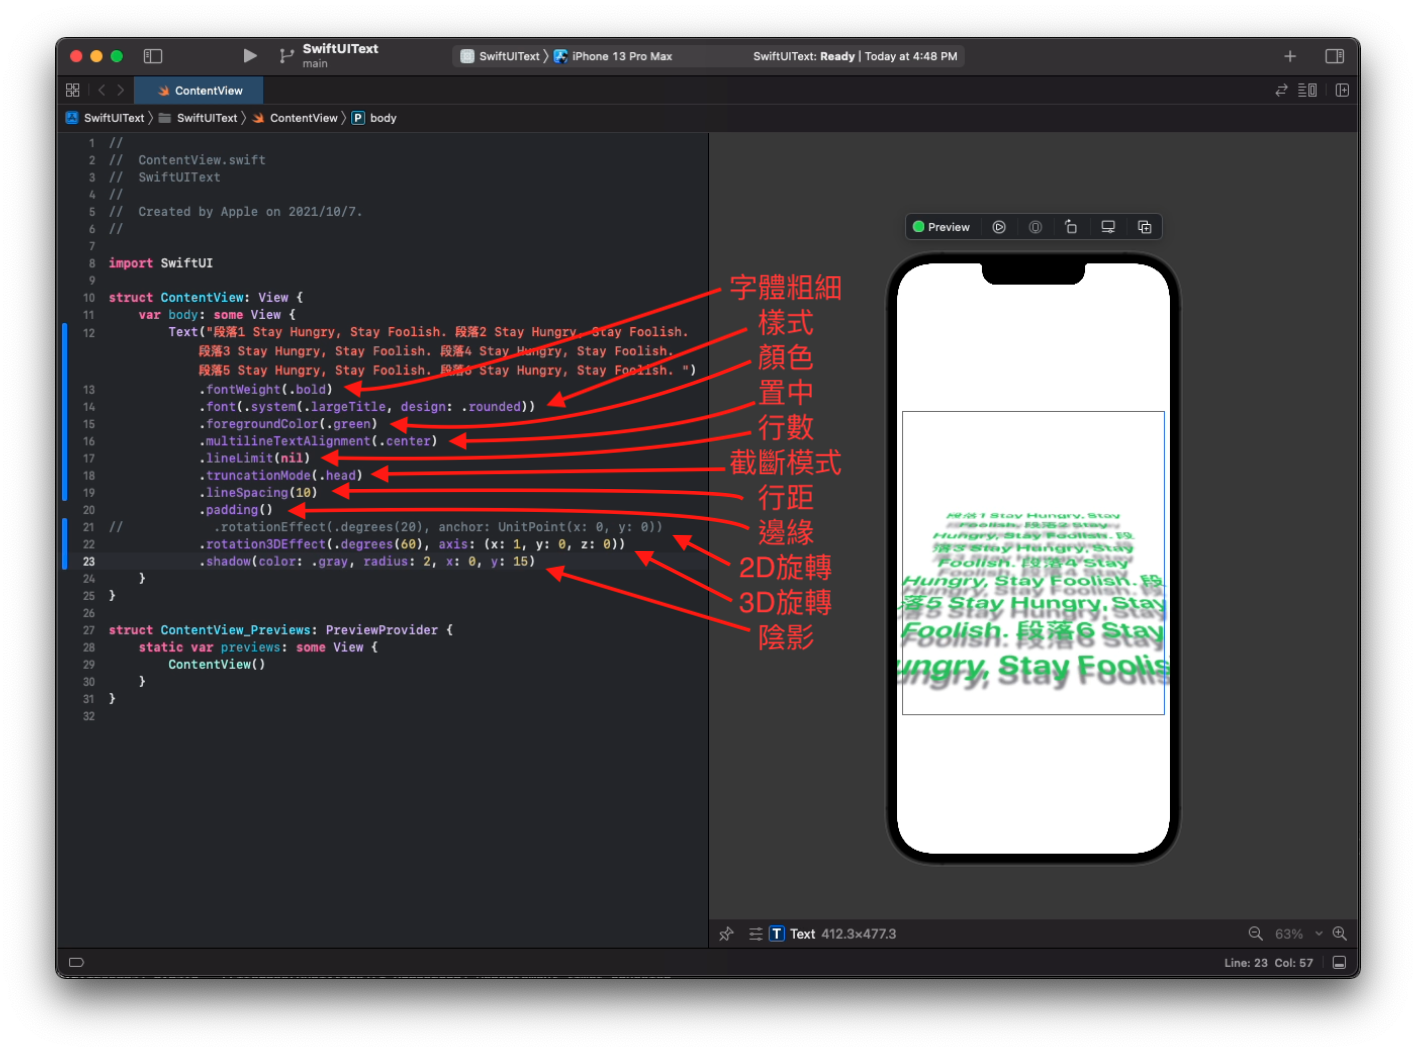 SwiftUIText
main
SwiftUIText 〉 iPhone 13 Pro Max
SwiftUIText: Ready | Today at 4:48 PM
ContentView
SwiftUIText 〉 SwiftUIText 〉 ContentView 〉 P body
1 //
2 //  ContentView.swift
3 //  SwiftUIText
4 //
5 //  Created by Apple on 2021/10/7.
6 //
7
8 import SwiftUI
9
10 struct ContentView: View {
11     var body: some View {
12         Text("段落1 Stay Hungry, Stay Foolish. 段落2 Stay Hungry, Stay Foolish.
段落3 Stay Hungry, Stay Foolish. 段落4 Stay Hungry, Stay Foolish.
段落5 Stay Hungry, Stay Foolish. 段落6 Stay Hungry, Stay Foolish. ")
13             .fontWeight(.bold)
14             .font(.system(.largeTitle, design: .rounded))
15             .foregroundColor(.green)
16             .multilineTextAlignment(.center)
17             .lineLimit(nil)
18             .truncationMode(.head)
19             .lineSpacing(10)
20             .padding()
21 //            .rotationEffect(.degrees(20), anchor: UnitPoint(x: 0, y: 0))
22             .rotation3DEffect(.degrees(60), axis: (x: 1, y: 0, z: 0))
23             .shadow(color: .gray, radius: 2, x: 0, y: 15)
24     }
25 }
26
27 struct ContentView_Previews: PreviewProvider {
28     static var previews: some View {
29         ContentView()
30     }
31 }
32
字體粗細
樣式
顏色
置中
行數
截斷模式
行距
邊緣
2D旋轉
3D旋轉
陰影
Preview
段落1 Stay Hungry, Stay
Foolish. 段落2 Stay
Hungry, Stay Foolish. 段
落3 Stay Hungry, Stay
Foolish. 段落4 Stay
Hungry, Stay Foolish. 段
落5 Stay Hungry, Stay
Foolish. 段落6 Stay
ungry, Stay Foolis
T Text 412.3×477.3
63%
Line: 23 Col: 57